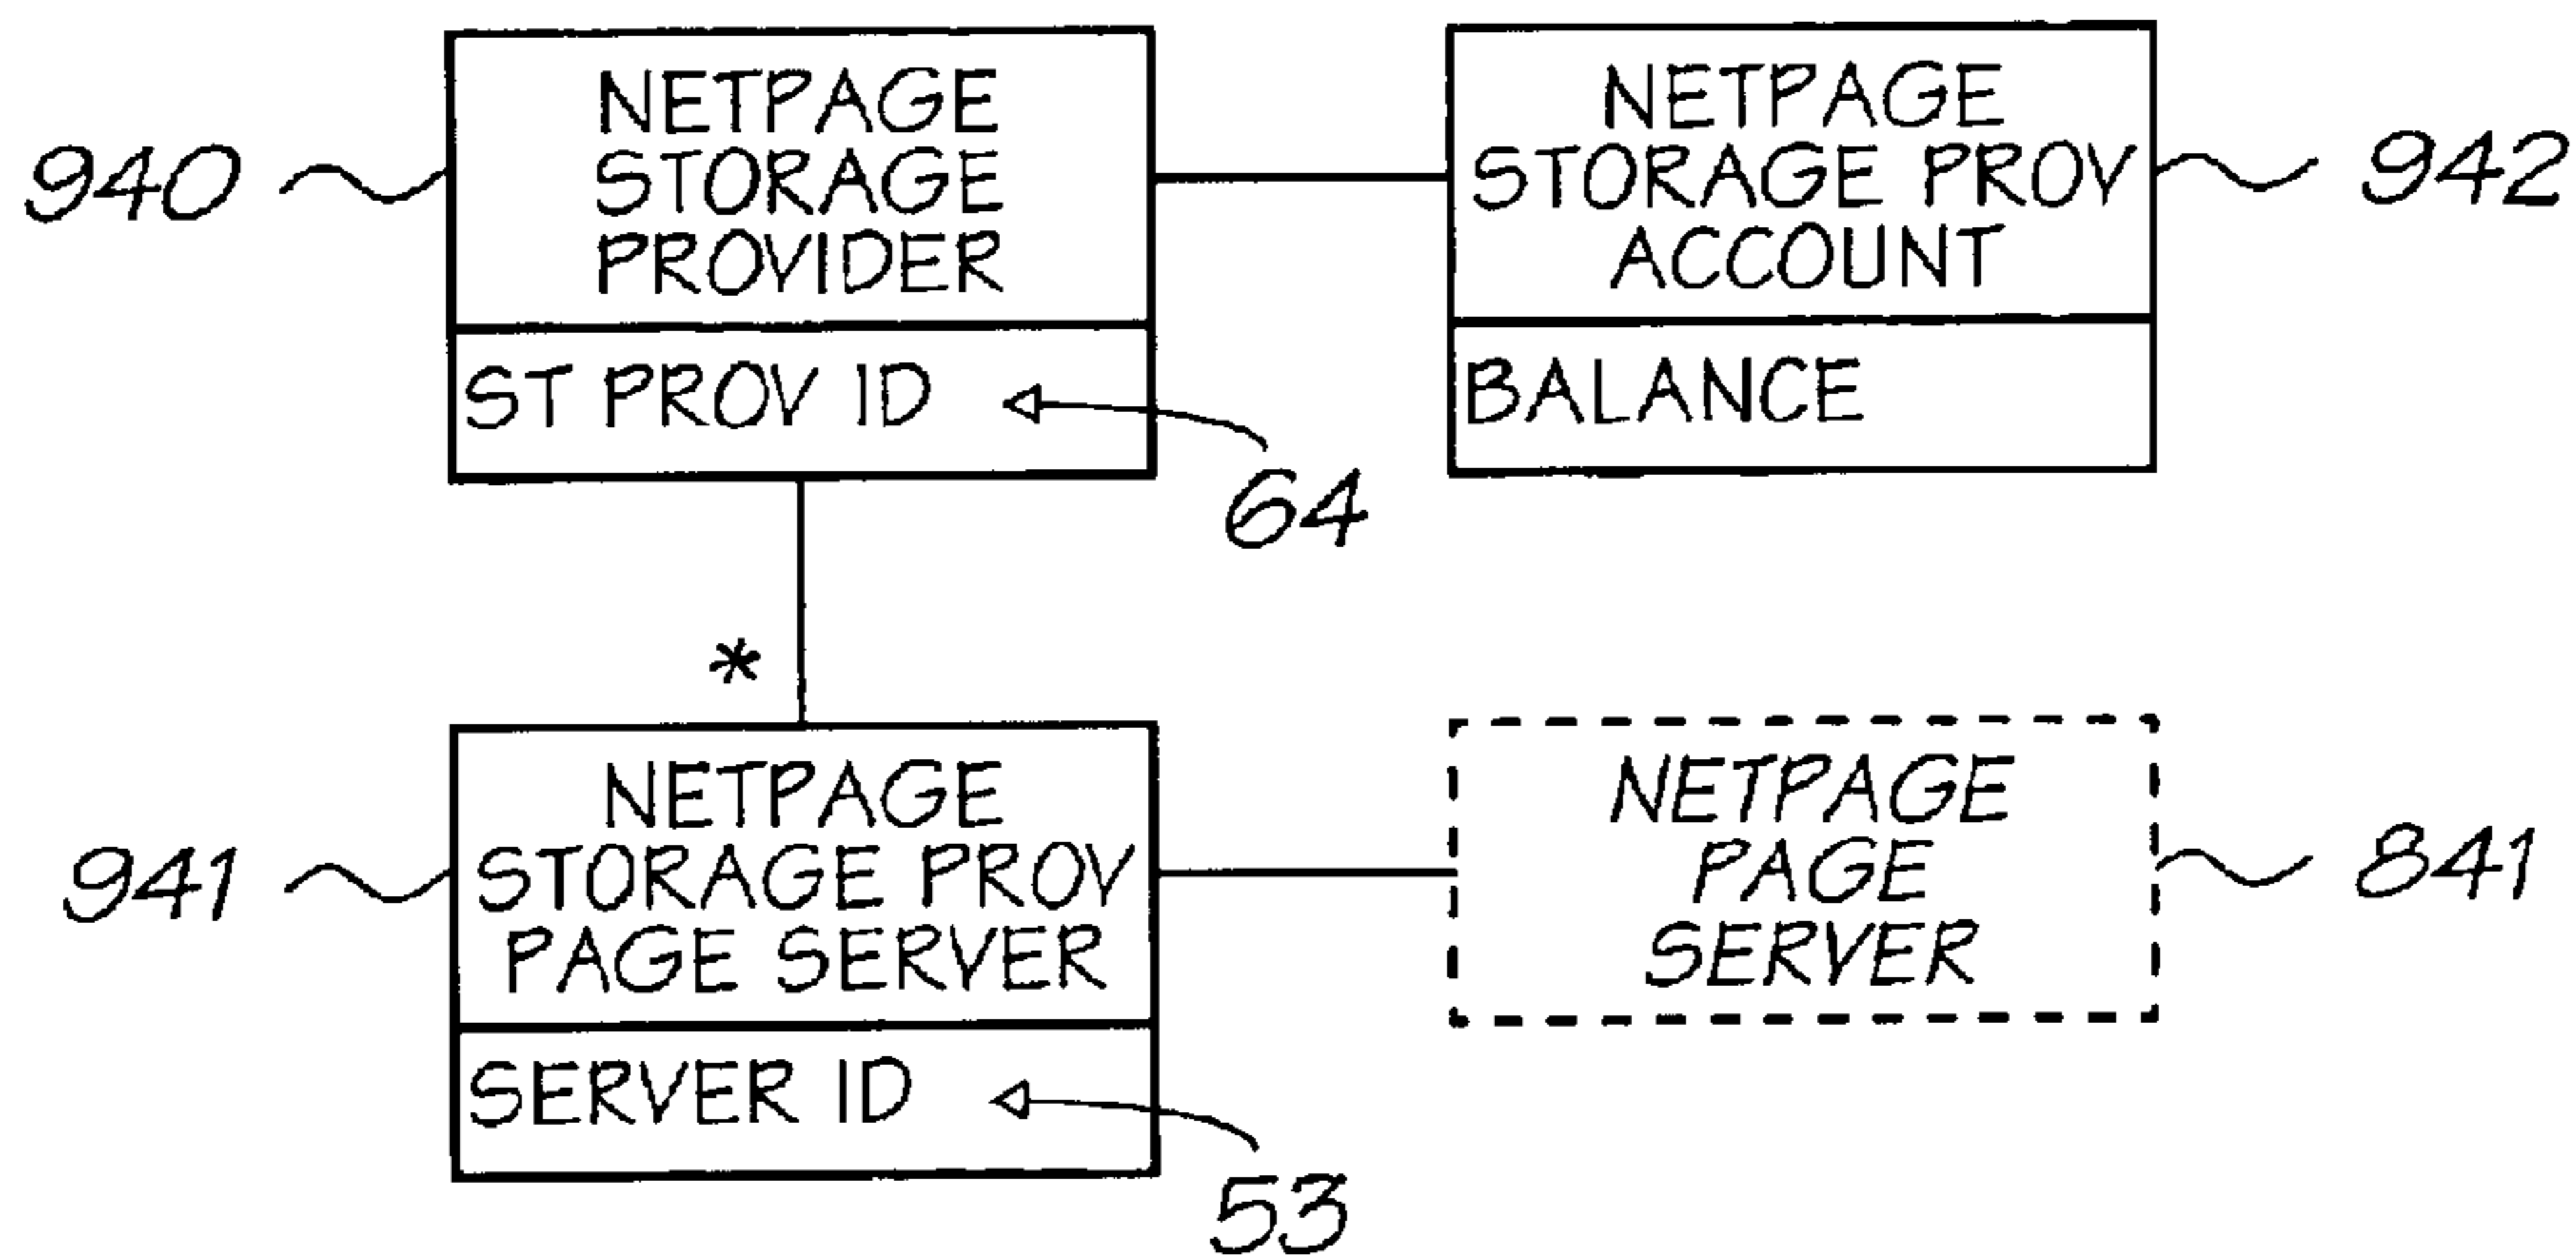 940
NETPAGE
STORAGE
PROVIDER
ST PROV ID
64
NETPAGE
STORAGE PROV
ACCOUNT
BALANCE
942
*
941
NETPAGE
STORAGE PROV
PAGE SERVER
SERVER ID
53
NETPAGE
PAGE
SERVER
841